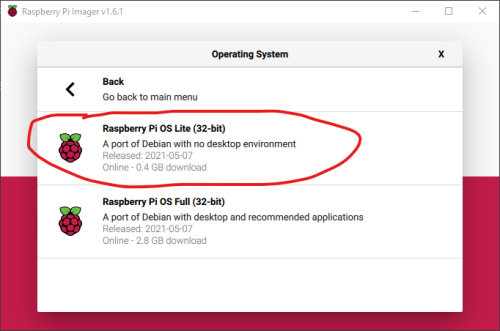 Raspberry Pi Imager v1.6.1
Operating System
X
Back
Go back to main menu
Raspberry Pi OS Lite (32-bit)
A port of Debian with no desktop environment
Released: 2021-05-07
Online - 0.4 GB download
Raspberry Pi OS Full (32-bit)
A port of Debian with desktop and recommended applications
Released: 2021-05-07
Online - 2.8 GB download